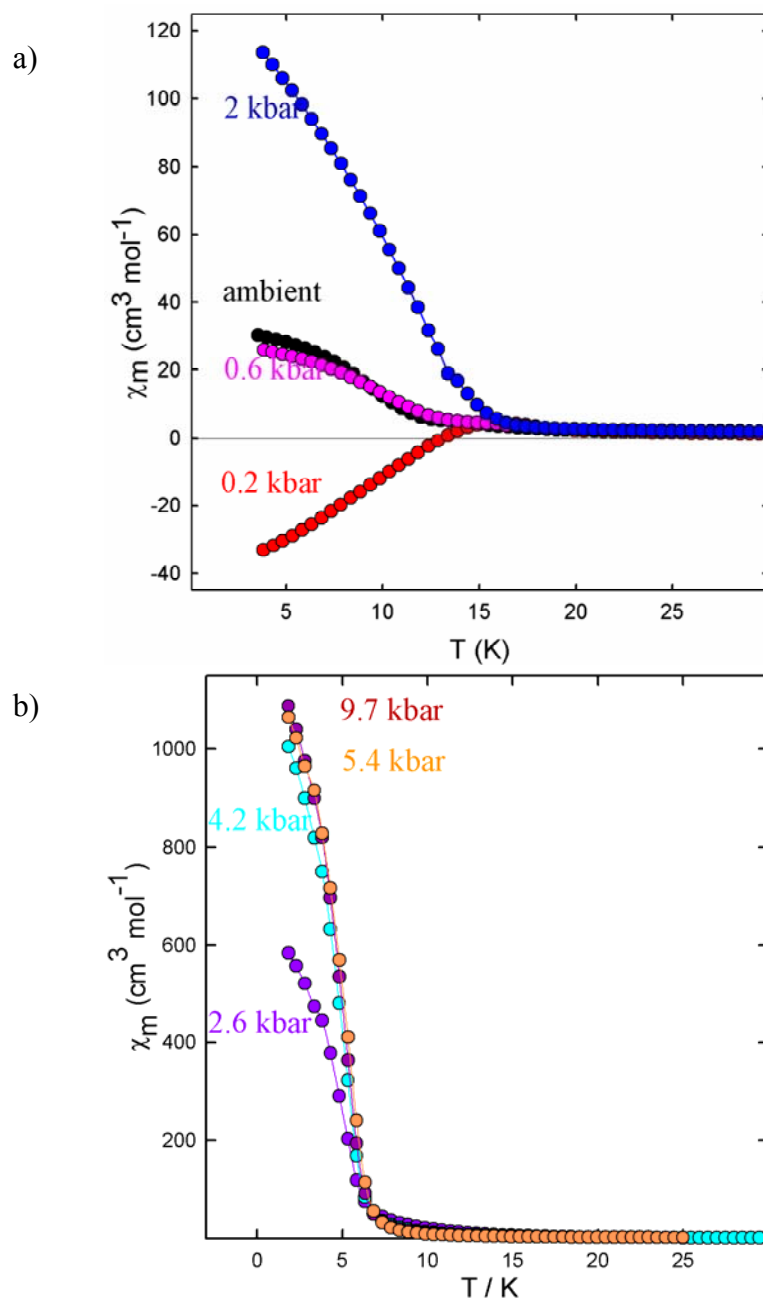 a)
120
100
80
60
40
20
0
-20
-40
χm (cm3 mol-1)
2 kbar
ambient
0.6 kbar
0.2 kbar
5 10 15 20 25
T (K)
b)
1000
800
600
400
200
χm (cm3 mol-1)
9.7 kbar
5.4 kbar
4.2 kbar
2.6 kbar
0 5 10 15 20 25
T / K